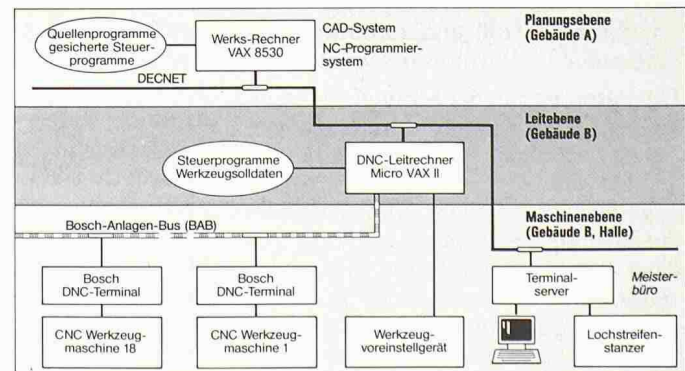 Quellenprogramme
gesicherte Steuer-
programme
Werks-Rechner
VAX 8530
CAD-System
NC-Programmier-
system
Planungsebene
(Gebäude A)
DECNET
Leitebene
(Gebäude B)
Steuerprogramme
Werkzeugsolldaten
DNC-Leitrechner
Micro VAX II
Bosch-Anlagen-Bus (BAB)
Maschinenebene
(Gebäude B, Halle)
Bosch
DNC-Terminal
Bosch
DNC-Terminal
Terminal-
server
Meister-
büro
CNC Werkzeug-
maschine 18
CNC Werkzeug-
maschine 1
Werkzeug-
voreinstellgerät
Lochstreifen-
stanzer